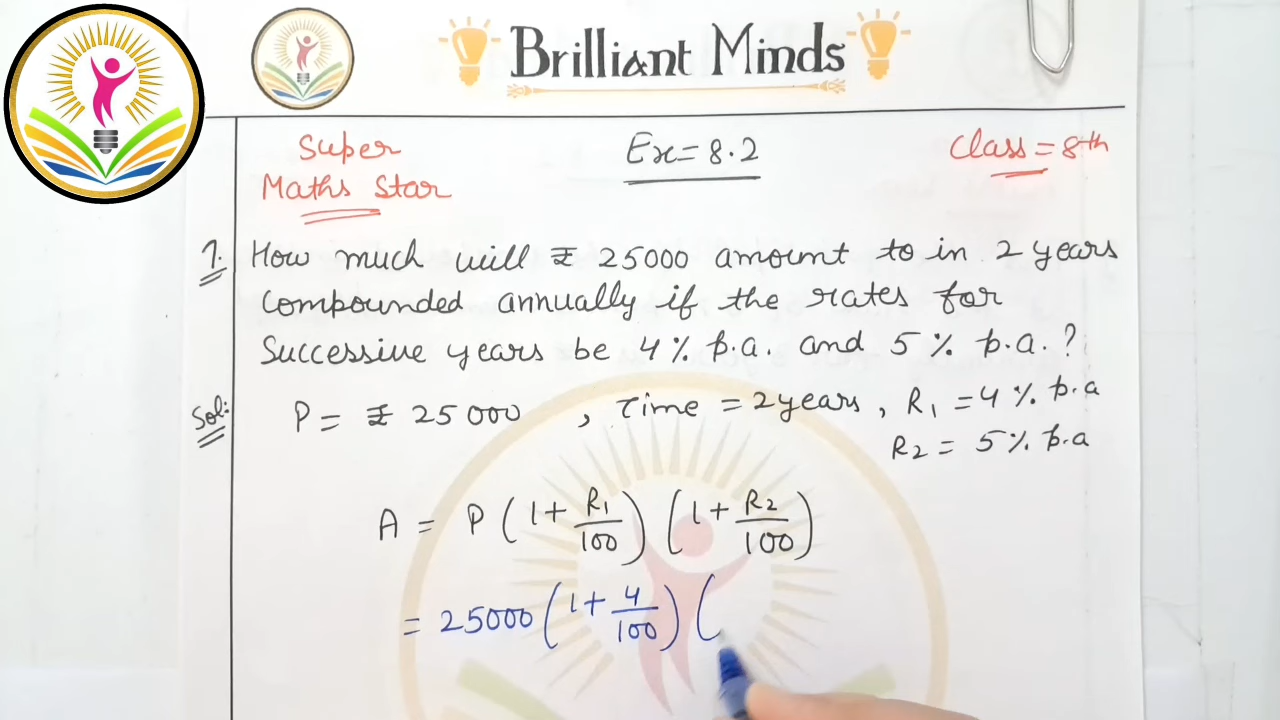 Brilliant Minds
Super Maths Star
Ex = 8.2
Class = 8th
1. How much will ₹ 25000 amount to in 2 years
compounded annually if the rates for
successive years be 4 % p.a. and 5 % p.a. ?
Sol:- P = ₹ 25000 , Time = 2 years, R1 = 4 % p.a
R2 = 5 % p.a
A = P (1 + R1/100) (1 + R2/100)
= 25000 (1 + 4/100) (